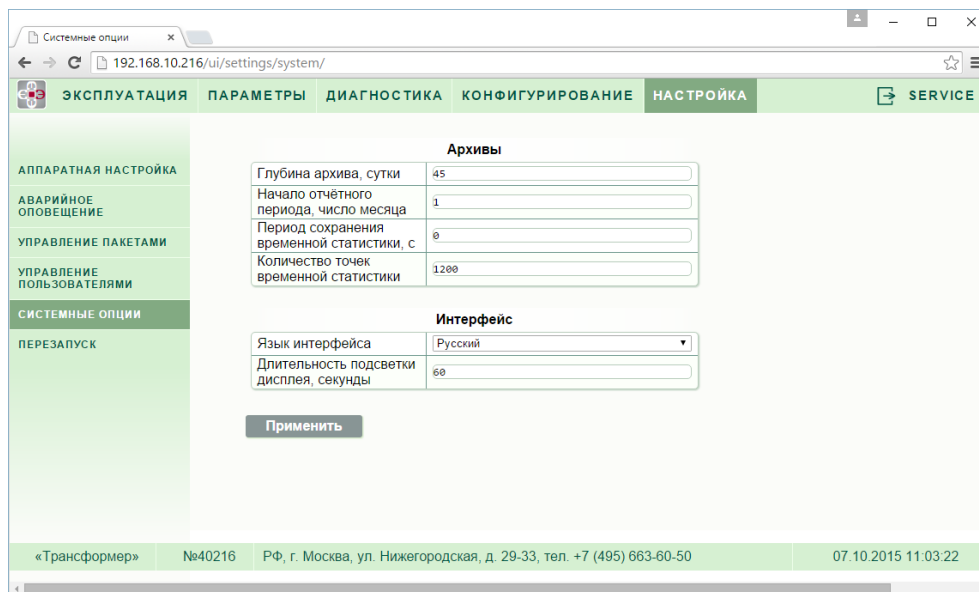 Системные опции
192.168.10.216/ui/settings/system/
ЭКСПЛУАТАЦИЯ ПАРАМЕТРЫ ДИАГНОСТИКА КОНФИГУРИРОВАНИЕ НАСТРОЙКА SERVICE
АППАРАТНАЯ НАСТРОЙКА
АВАРИЙНОЕ
ОПОВЕЩЕНИЕ
УПРАВЛЕНИЕ ПАКЕТАМИ
УПРАВЛЕНИЕ
ПОЛЬЗОВАТЕЛЯМИ
СИСТЕМНЫЕ ОПЦИИ
ПЕРЕЗАПУСК
Архивы
Глубина архива, сутки 45
Начало отчётного
периода, число месяца 1
Период сохранения
временной статистики, с 0
Количество точек
временной статистики 1200
Интерфейс
Язык интерфейса Русский
Длительность подсветки
дисплея, секунды 60
Применить
«Трансформер» №40216 РФ, г. Москва, ул. Нижегородская, д. 29-33, тел. +7 (495) 663-60-50 07.10.2015 11:03:22